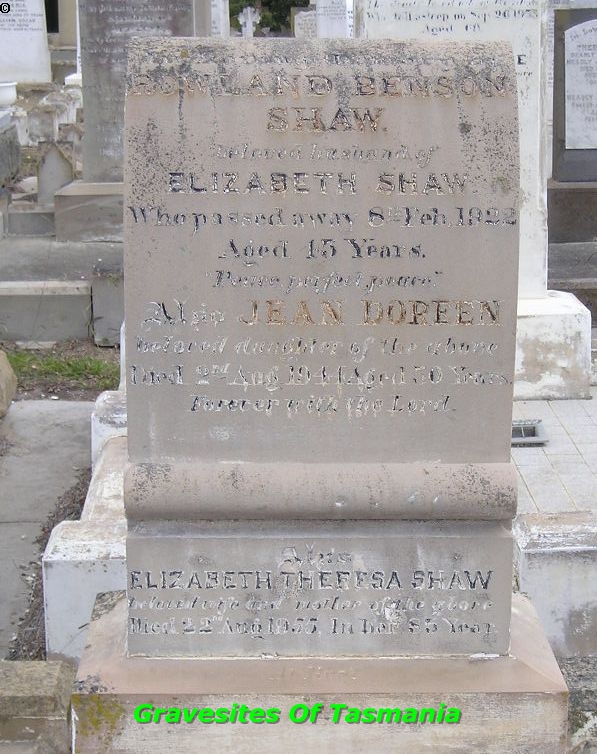 ©
ROWLAND BENSON
SHAW.
beloved husband of
ELIZABETH SHAW
Who passed away 8th Feb. 1922
Aged 45 Years.
"Peace, perfect peace."
Also JEAN DOREEN
beloved daughter of the above
Died 2nd Aug. 1944 Aged 30 Years.
Forever with the Lord.
Also
ELIZABETH THERESA SHAW
beloved wife and mother of the above
Died 22nd Aug. In her 85 Year.
Gravesites Of Tasmania